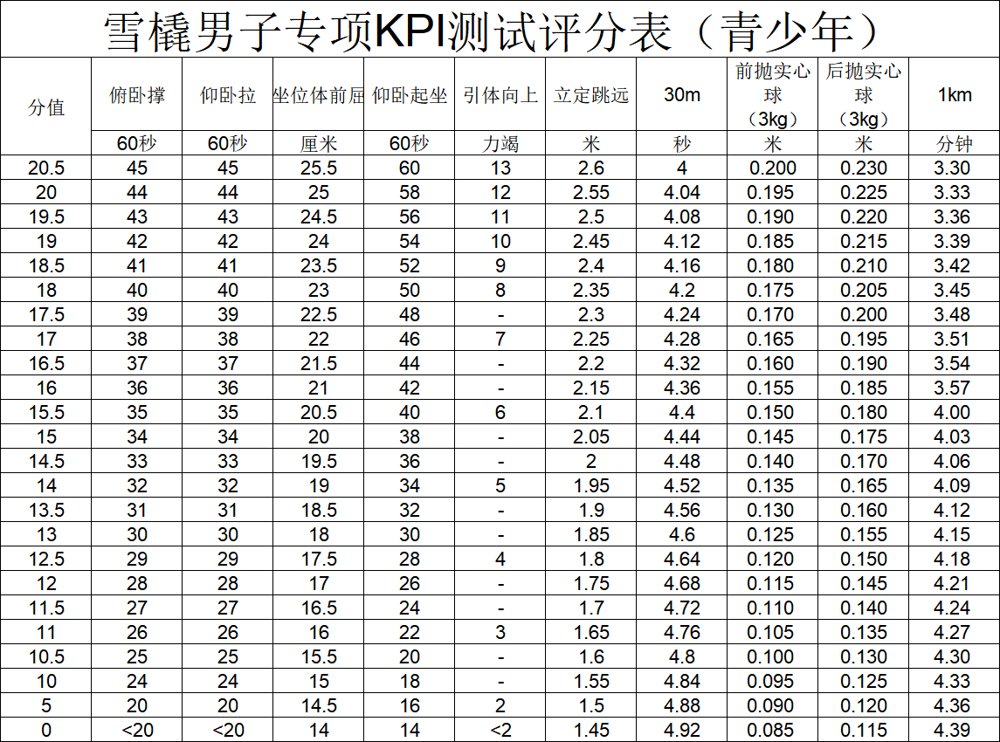 雪橇男子专项KPI测试评分表（青少年）
分值 俯卧撑 仰卧拉 坐位体前屈 仰卧起坐 引体向上 立定跳远 30m 前抛实心球（3kg） 后抛实心球（3kg） 1km
60秒 60秒 厘米 60秒 力竭 米 秒 米 米 分钟
20.5 45 45 25.5 60 13 2.6 4 0.200 0.230 3.30
20 44 44 25 58 12 2.55 4.04 0.195 0.225 3.33
19.5 43 43 24.5 56 11 2.5 4.08 0.190 0.220 3.36
19 42 42 24 54 10 2.45 4.12 0.185 0.215 3.39
18.5 41 41 23.5 52 9 2.4 4.16 0.180 0.210 3.42
18 40 40 23 50 8 2.35 4.2 0.175 0.205 3.45
17.5 39 39 22.5 48 - 2.3 4.24 0.170 0.200 3.48
17 38 38 22 46 7 2.25 4.28 0.165 0.195 3.51
16.5 37 37 21.5 44 - 2.2 4.32 0.160 0.190 3.54
16 36 36 21 42 - 2.15 4.36 0.155 0.185 3.57
15.5 35 35 20.5 40 6 2.1 4.4 0.150 0.180 4.00
15 34 34 20 38 - 2.05 4.44 0.145 0.175 4.03
14.5 33 33 19.5 36 - 2 4.48 0.140 0.170 4.06
14 32 32 19 34 5 1.95 4.52 0.135 0.165 4.09
13.5 31 31 18.5 32 - 1.9 4.56 0.130 0.160 4.12
13 30 30 18 30 - 1.85 4.6 0.125 0.155 4.15
12.5 29 29 17.5 28 4 1.8 4.64 0.120 0.150 4.18
12 28 28 17 26 - 1.75 4.68 0.115 0.145 4.21
11.5 27 27 16.5 24 - 1.7 4.72 0.110 0.140 4.24
11 26 26 16 22 3 1.65 4.76 0.105 0.135 4.27
10.5 25 25 15.5 20 - 1.6 4.8 0.100 0.130 4.30
10 24 24 15 18 - 1.55 4.84 0.095 0.125 4.33
5 20 20 14.5 16 2 1.5 4.88 0.090 0.120 4.36
0 <20 <20 14 14 <2 1.45 4.92 0.085 0.115 4.39